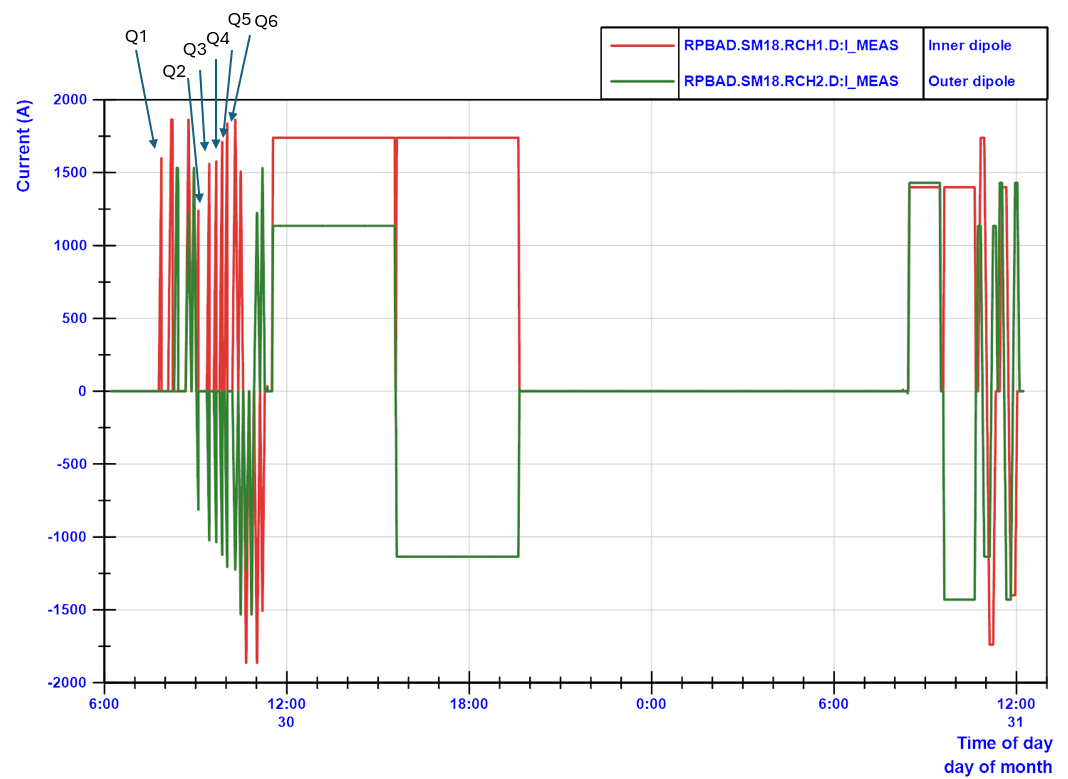 Q5 Q6
Q1
Q3
Q4
Q2
RPBAD.SM18.RCH1.D:I_MEAS Inner dipole
RPBAD.SM18.RCH2.D:I_MEAS Outer dipole
Current (A)
2000
1500
1000
500
0
-500
-1000
-1500
-2000
6:00 12:00 18:00 0:00 6:00 12:00
30 31
Time of day
day of month